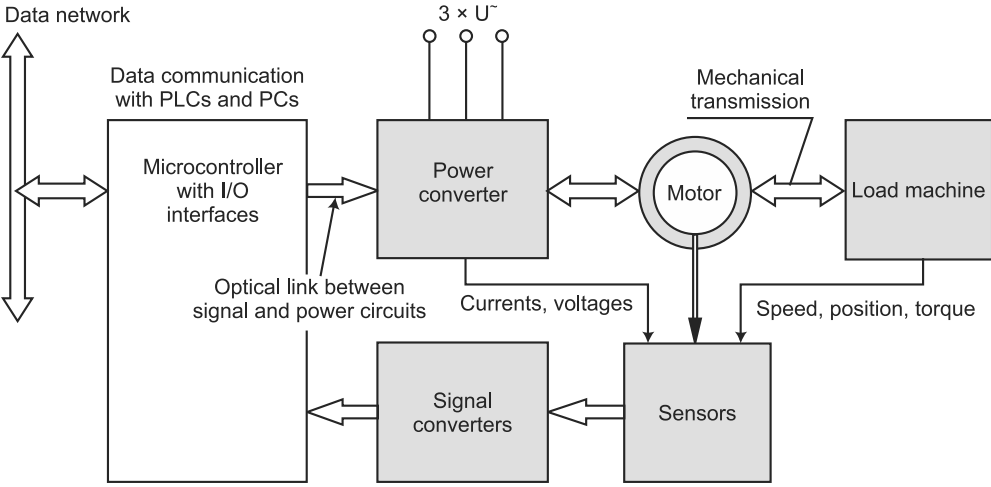 Data network
3 × U~
Data communication
with PLCs and PCs
Mechanical
transmission
Microcontroller
with I/O
interfaces
Power
converter
Motor
Load machine
Optical link between
signal and power circuits
Currents, voltages
Speed, position, torque
Signal
converters
Sensors